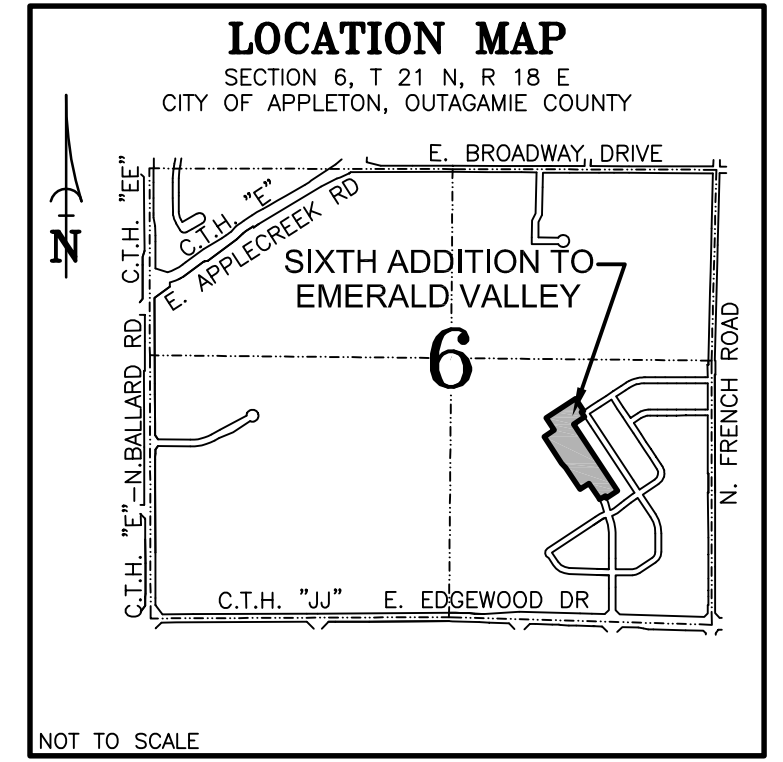 LOCATION MAP
SECTION 6, T 21 N, R 18 E
CITY OF APPLETON, OUTAGAMIE COUNTY
E. BROADWAY DRIVE
C.T.H. "EE"
C.T.H. "E"
E. APPLECREEK RD
N
SIXTH ADDITION TO
EMERALD VALLEY
6
C.T.H. "E"-N.BALLARD RD
N. FRENCH ROAD
C.T.H. "JJ" E. EDGEWOOD DR
NOT TO SCALE